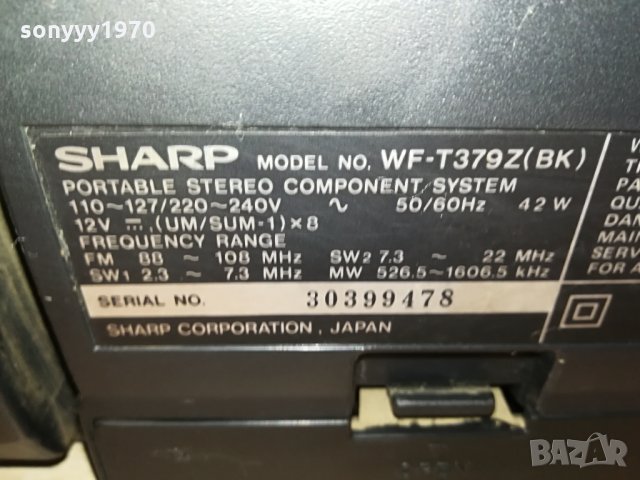 sonyyy1970
SHARP MODEL NO. WF-T379Z(BK)
PORTABLE STEREO COMPONENT SYSTEM
110~127/220~240V ~ 50/60Hz 42W
12V ⎓ (UM/SUM-1)×8
FREQUENCY RANGE
FM 88 ~ 108 MHz SW2 7.3 ~ 22 MHz
SW1 2.3 ~ 7.3 MHz MW 526.5~1606.5 kHz
SERIAL NO. 30399478
SHARP CORPORATION, JAPAN
BAZAR